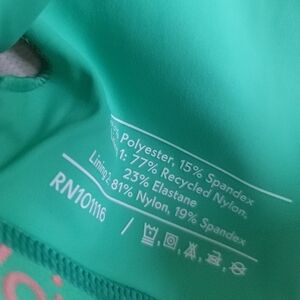 % Polyester, 15% Spandex
1: 77% Recycled Nylon,
23% Elastane
Lining 2: 81% Nylon, 19% Spandex
RN101116 /